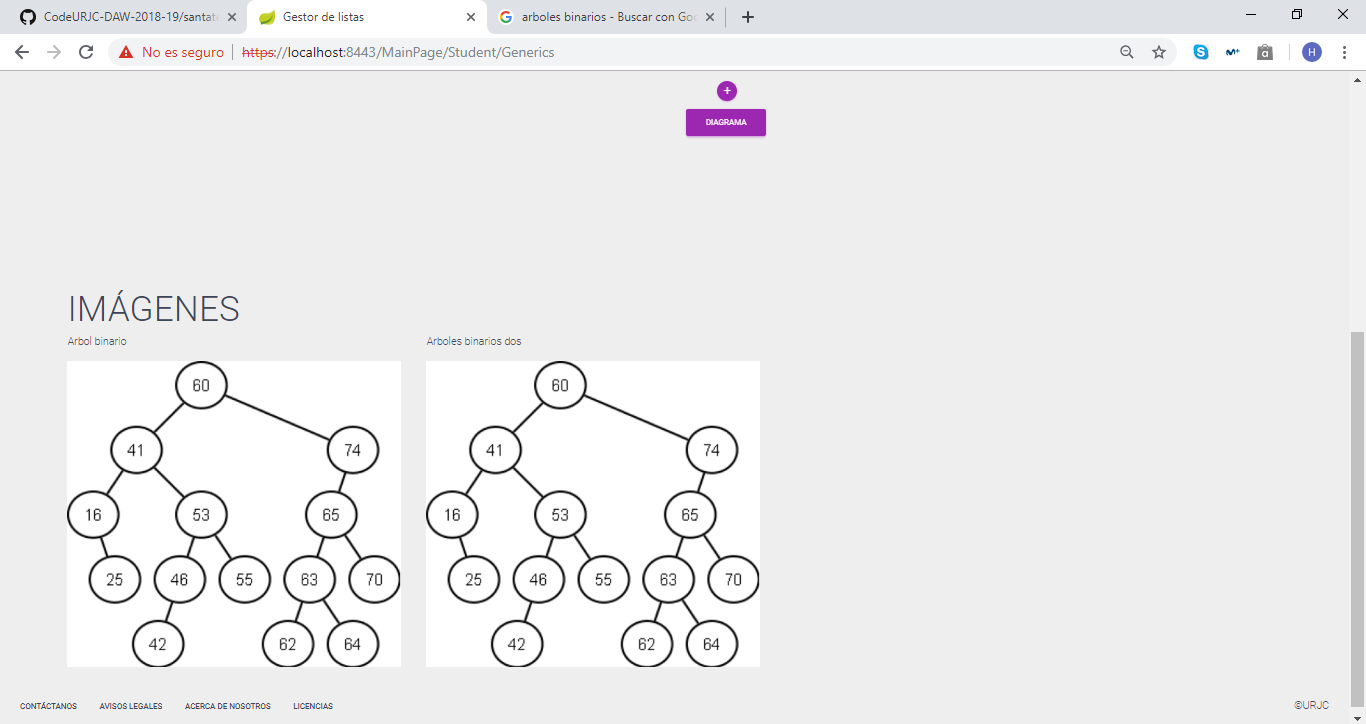 CodeURJC-DAW-2018-19/santat
Gestor de listas
arboles binarios - Buscar con Goo
No es seguro
https://localhost:8443/MainPage/Student/Generics
H
+
DIAGRAMA
IMÁGENES
Arbol binario
Arboles binarios dos
60
41
74
16
53
65
25
46
55
63
70
42
62
64
60
41
74
16
53
65
25
46
55
63
70
42
62
64
CONTÁCTANOS
AVISOS LEGALES
ACERCA DE NOSOTROS
LICENCIAS
©URJC